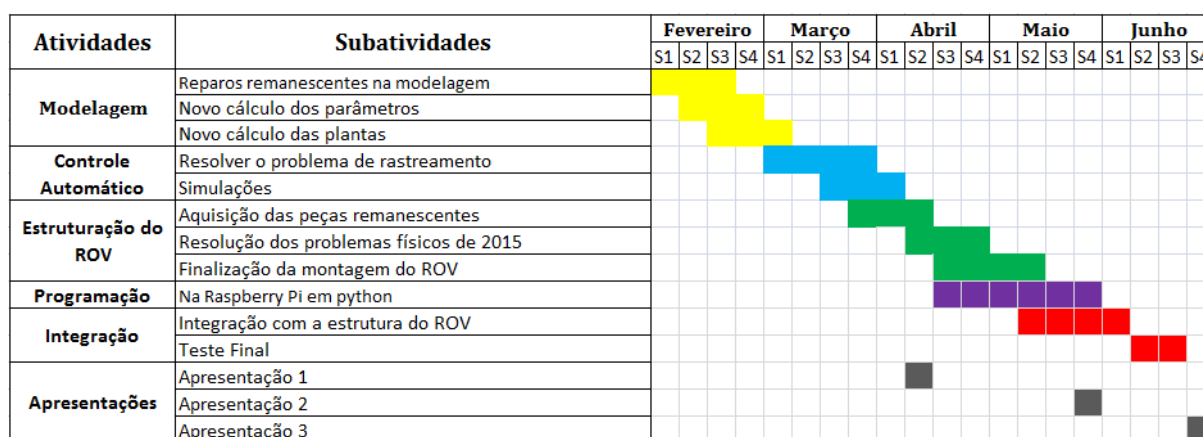 Atividades Subatividades Fevereiro Março Abril Maio Junho
S1 S2 S3 S4 S1 S2 S3 S4 S1 S2 S3 S4 S1 S2 S3 S4 S1 S2 S3 S4
Modelagem
Reparos remanescentes na modelagem
Novo cálculo dos parâmetros
Novo cálculo das plantas
Controle
Automático
Resolver o problema de rastreamento
Simulações
Estruturação do
ROV
Aquisição das peças remanescentes
Resolução dos problemas físicos de 2015
Finalização da montagem do ROV
Programação Na Raspberry Pi em python
Integração
Integração com a estrutura do ROV
Teste Final
Apresentações
Apresentação 1
Apresentação 2
Apresentação 3